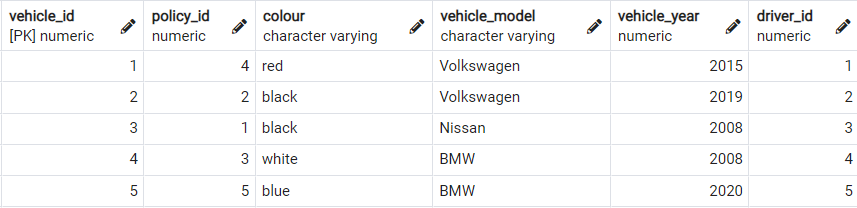 vehicle_id policy_id colour vehicle_model vehicle_year driver_id
[PK] numeric numeric character varying character varying numeric numeric
1 4 red Volkswagen 2015 1
2 2 black Volkswagen 2019 2
3 1 black Nissan 2008 3
4 3 white BMW 2008 4
5 5 blue BMW 2020 5